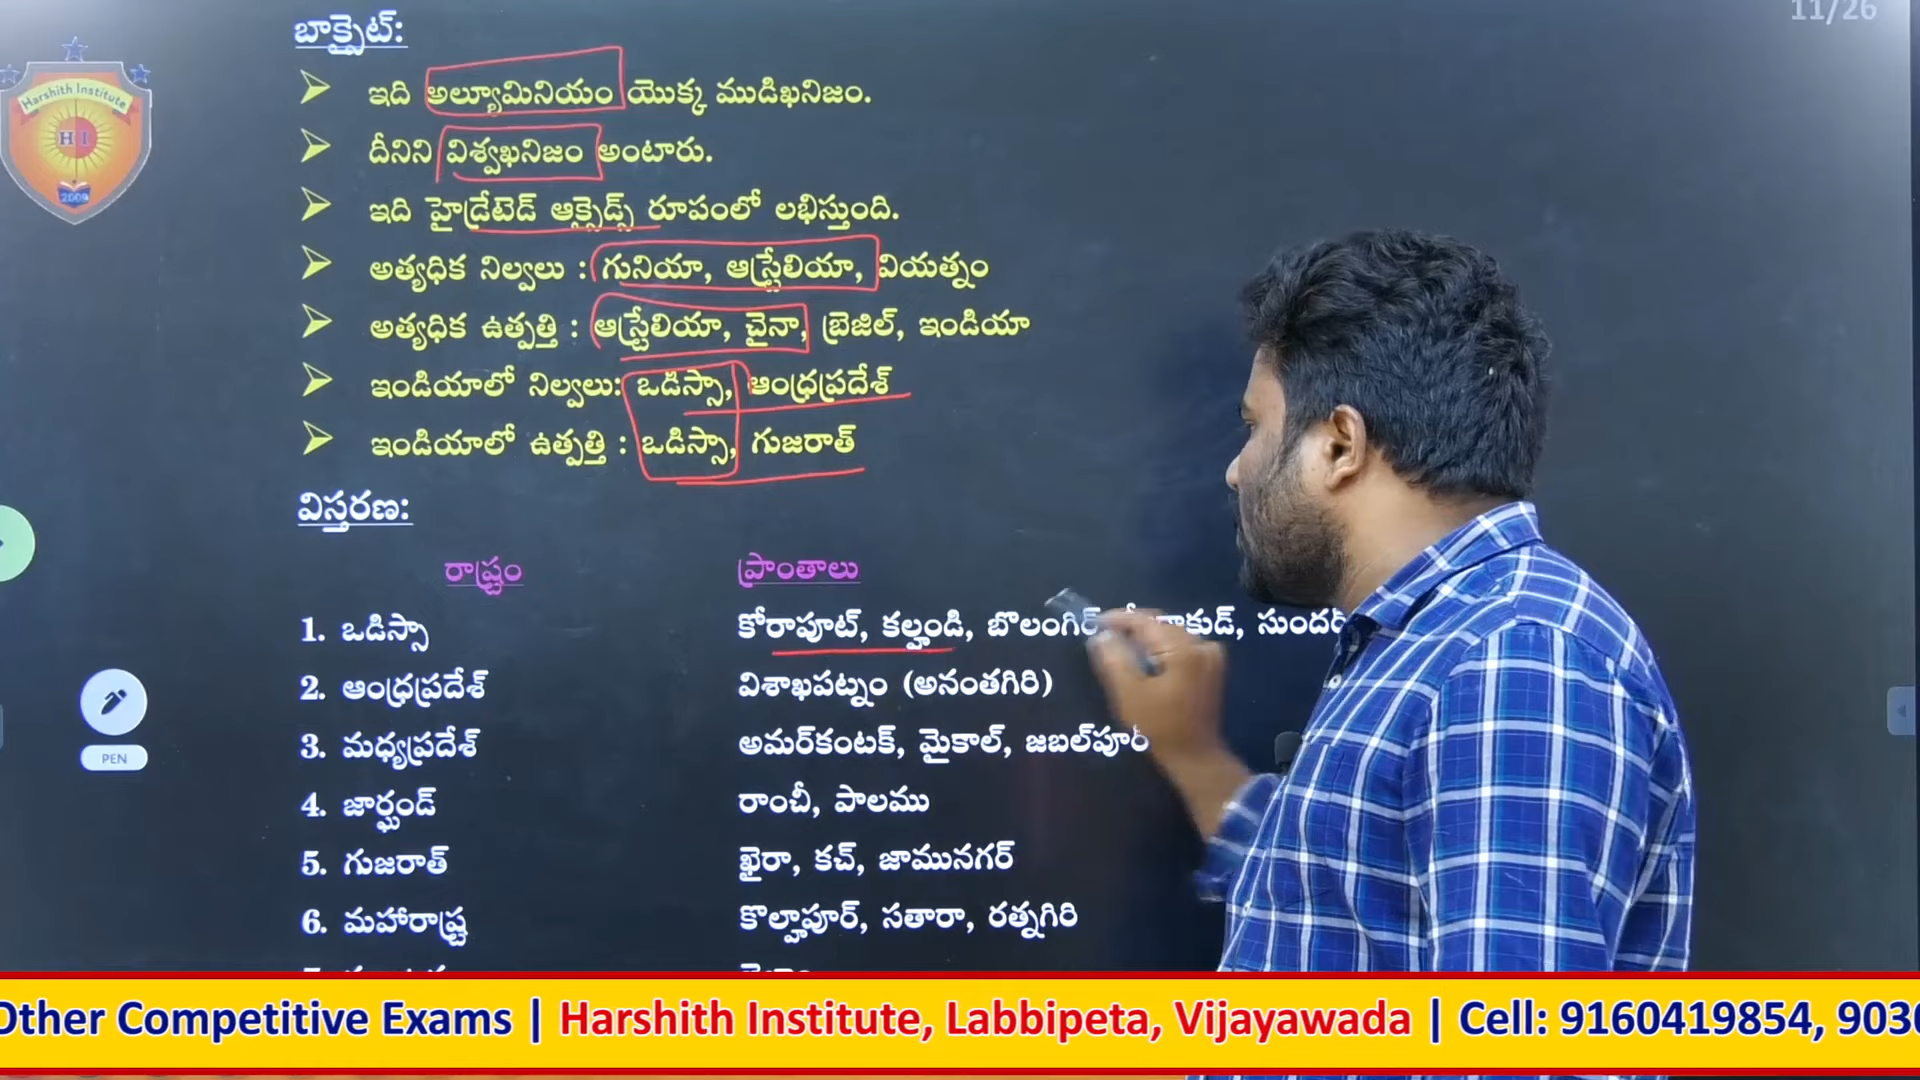 11/26
బాక్సైట్:
Harshith Institute
H I
2009
➢ ఇది అల్యూమినియం యొక్క ముడిఖనిజం.
➢ దీనిని విశ్వఖనిజం అంటారు.
➢ ఇది హైడ్రేటెడ్ ఆక్సైడ్స్ రూపంలో లభిస్తుంది.
➢ అత్యధిక నిల్వలు : గునియా, ఆస్ట్రేలియా, వియత్నం
➢ అత్యధిక ఉత్పత్తి : ఆస్ట్రేలియా, చైనా, బ్రెజిల్, ఇండియా
➢ ఇండియాలో నిల్వలు: ఒడిస్సా, ఆంధ్రప్రదేశ్
➢ ఇండియాలో ఉత్పత్తి : ఒడిస్సా, గుజరాత్
విస్తరణ:
రాష్ట్రం ప్రాంతాలు
1. ఒడిస్సా కోరాపూట్, కల్హండి, బొలంగిర్
2. ఆంధ్రప్రదేశ్ విశాఖపట్నం (అనంతగిరి)
3. మధ్యప్రదేశ్ అమర్‌కంటక్, మైకాల్, జబల్‌పూర్
4. జార్ఖండ్ రాంచీ, పాలము
5. గుజరాత్ ఖైరా, కచ్, జామునగర్
6. మహారాష్ట్ర కొల్హాపూర్, సతారా, రత్నగిరి
PEN
Other Competitive Exams | Harshith Institute, Labbipeta, Vijayawada | Cell: 9160419854, 903